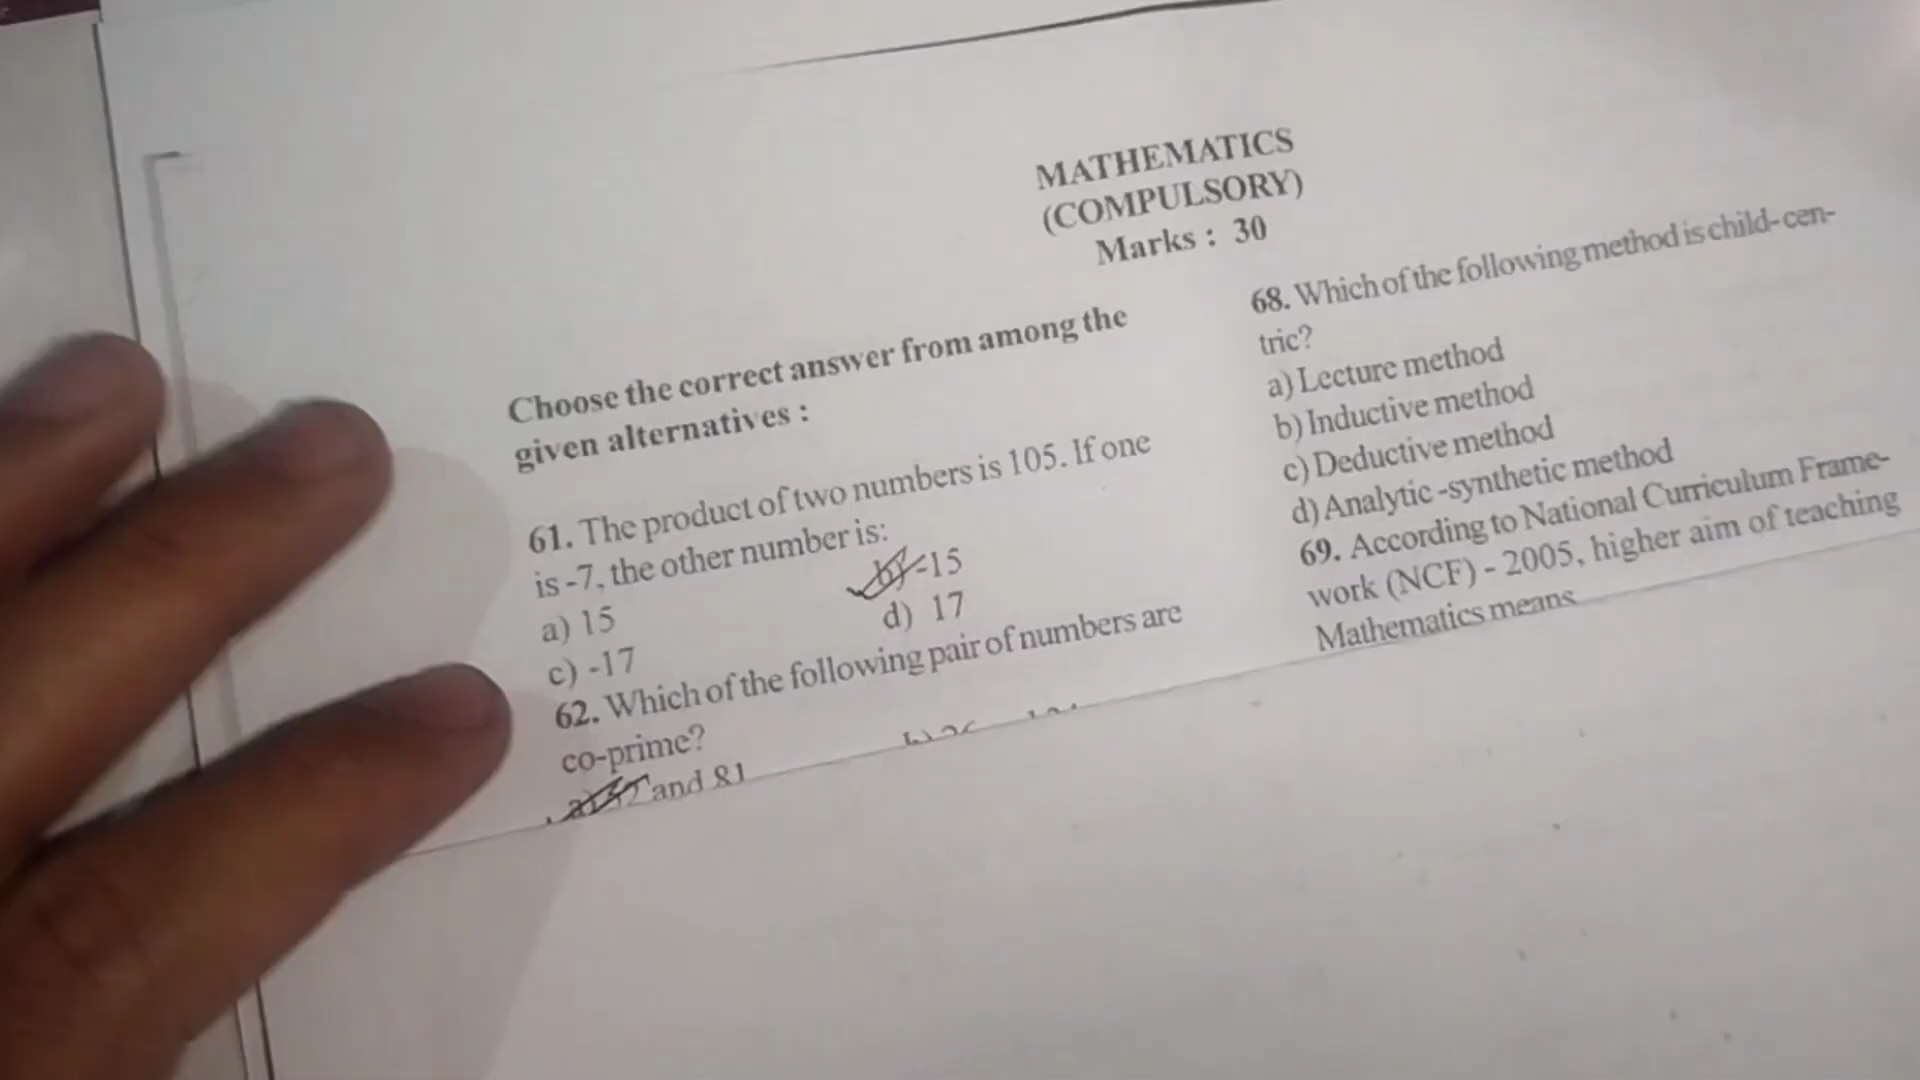 MATHEMATICS
(COMPULSORY)
Marks : 30
Choose the correct answer from among the
given alternatives :
61. The product of two numbers is 105. If one
is -7, the other number is:
a) 15
b) -15
c) -17
d) 17
62. Which of the following pair of numbers are
co-prime?
and 81
68. Which of the following method is child-cen-
tric?
a) Lecture method
b) Inductive method
c) Deductive method
d) Analytic -synthetic method
69. According to National Curriculum Frame-
work (NCF) - 2005, higher aim of teaching
Mathematics means